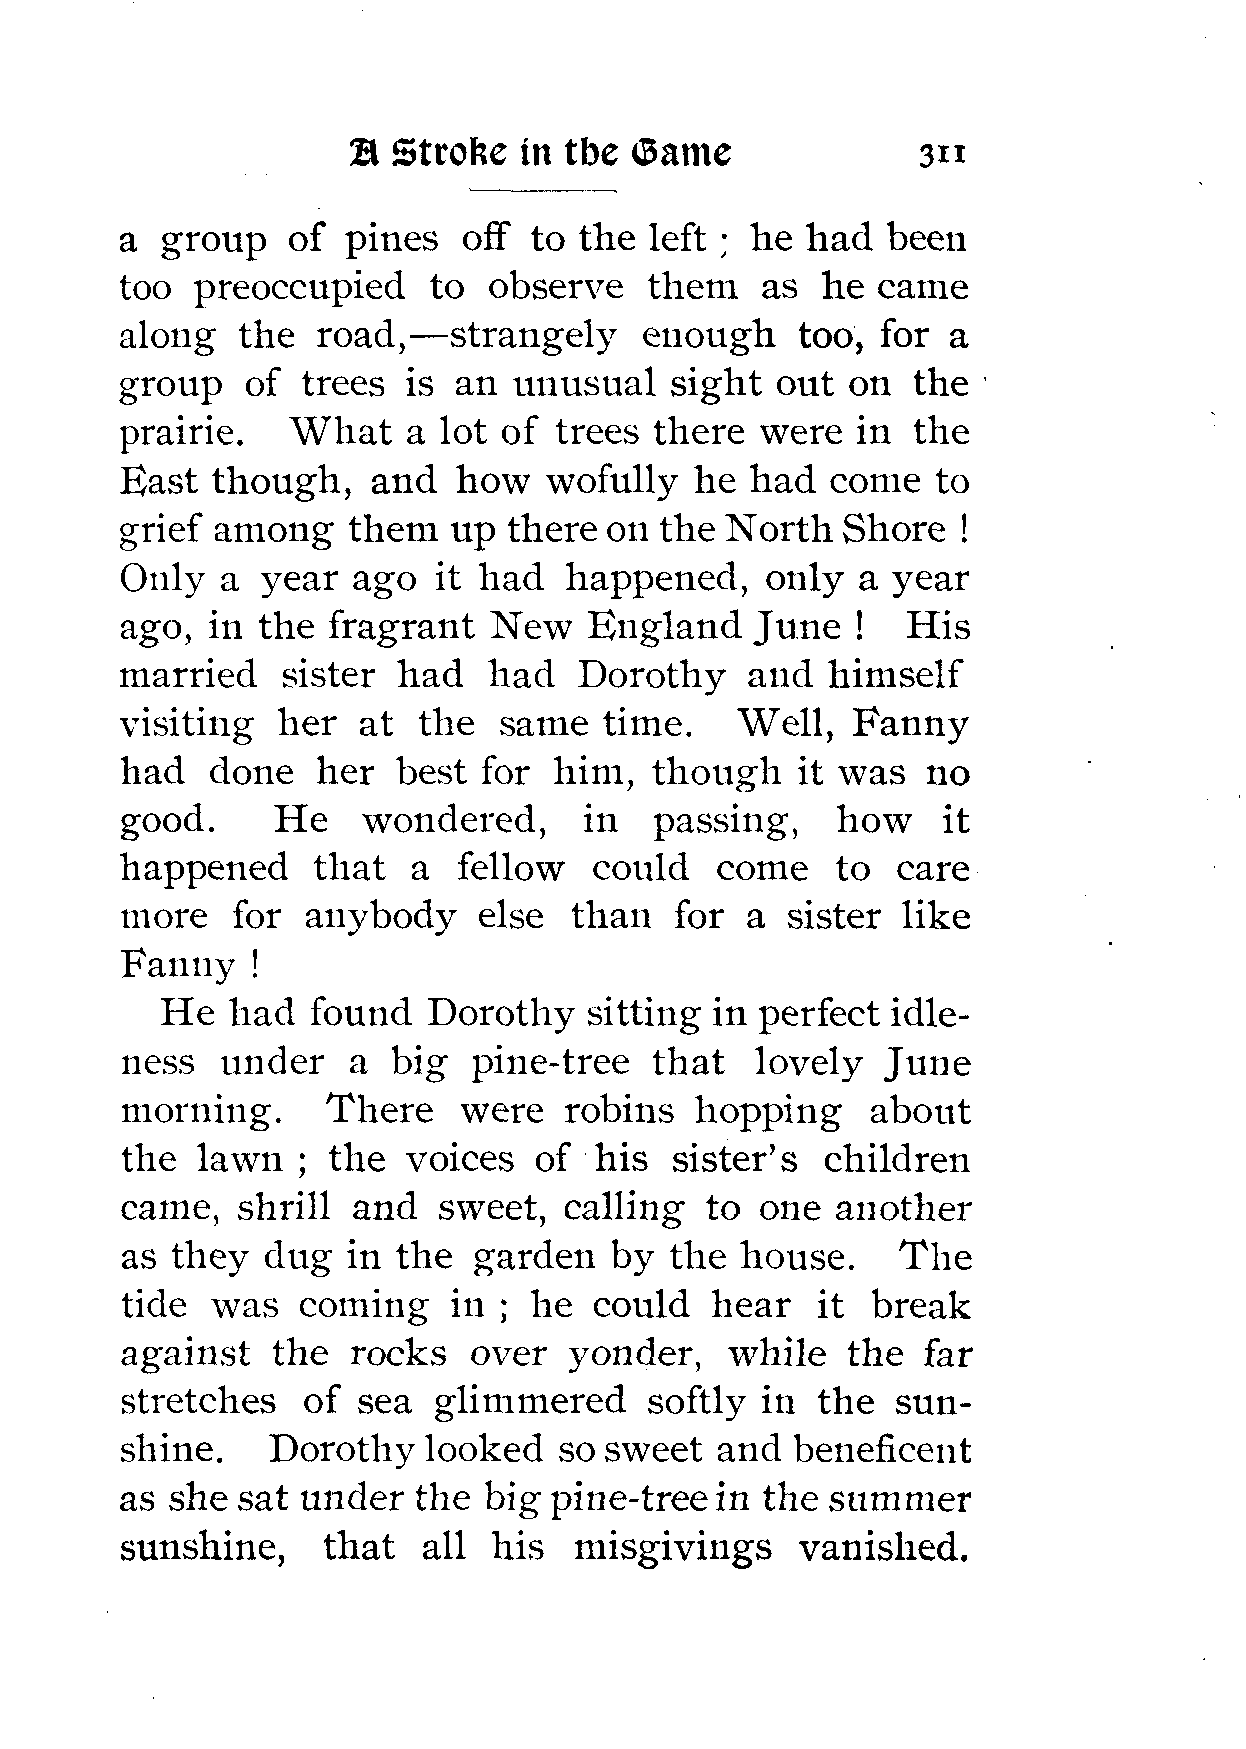 A Stroke in the Game 311
a group of pines off to the left ; he had been
too preoccupied to observe them as he came
along the road,—strangely enough too, for a
group of trees is an unusual sight out on the
prairie. What a lot of trees there were in the
East though, and how wofully he had come to
grief among them up there on the North Shore !
Only a year ago it had happened, only a year
ago, in the fragrant New England June ! His
married sister had had Dorothy and himself
visiting her at the same time. Well, Fanny
had done her best for him, though it was no
good. He wondered, in passing, how it
happened that a fellow could come to care
more for anybody else than for a sister like
Fanny !
He had found Dorothy sitting in perfect idle-
ness under a big pine-tree that lovely June
morning. There were robins hopping about
the lawn ; the voices of his sister's children
came, shrill and sweet, calling to one another
as they dug in the garden by the house. The
tide was coming in ; he could hear it break
against the rocks over yonder, while the far
stretches of sea glimmered softly in the sun-
shine. Dorothy looked so sweet and beneficent
as she sat under the big pine-tree in the summer
sunshine, that all his misgivings vanished.